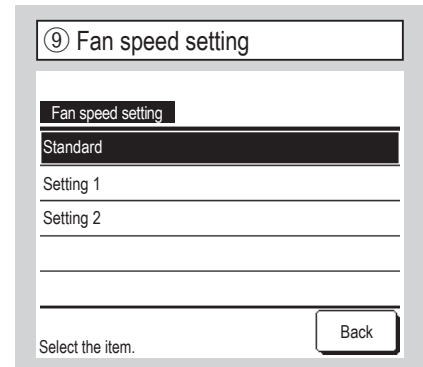 ⑨ Fan speed setting
Fan speed setting
Standard
Setting 1
Setting 2
Select the item.
Back